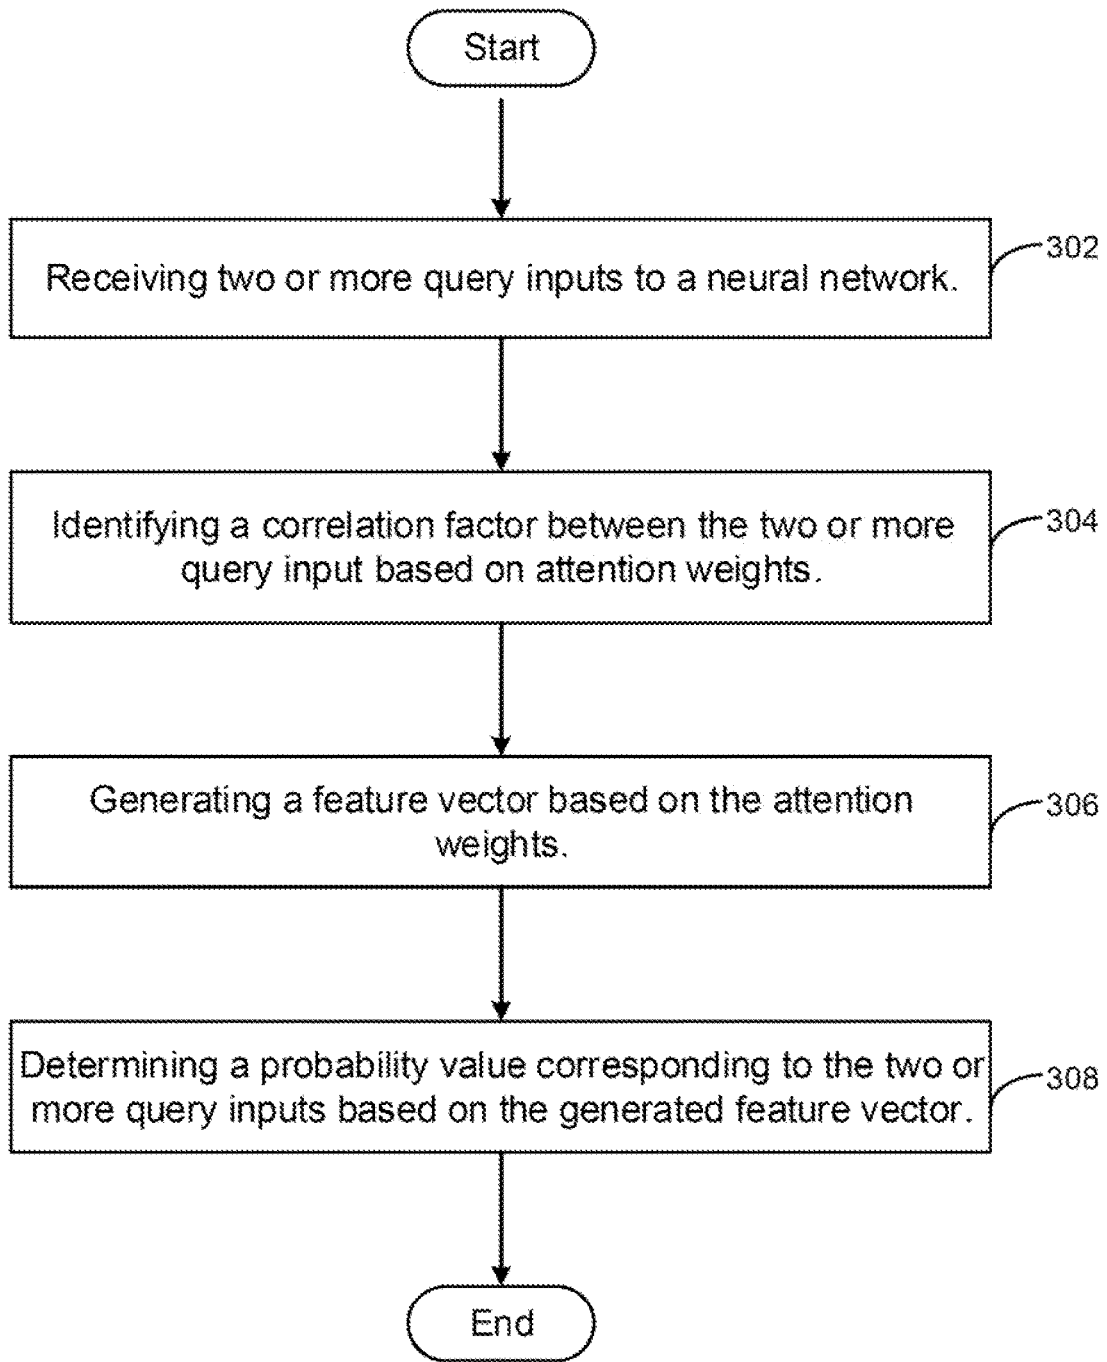 Start
Receiving two or more query inputs to a neural network.
302
Identifying a correlation factor between the two or more
query input based on attention weights.
304
Generating a feature vector based on the attention
weights.
306
Determining a probability value corresponding to the two or
more query inputs based on the generated feature vector.
308
End